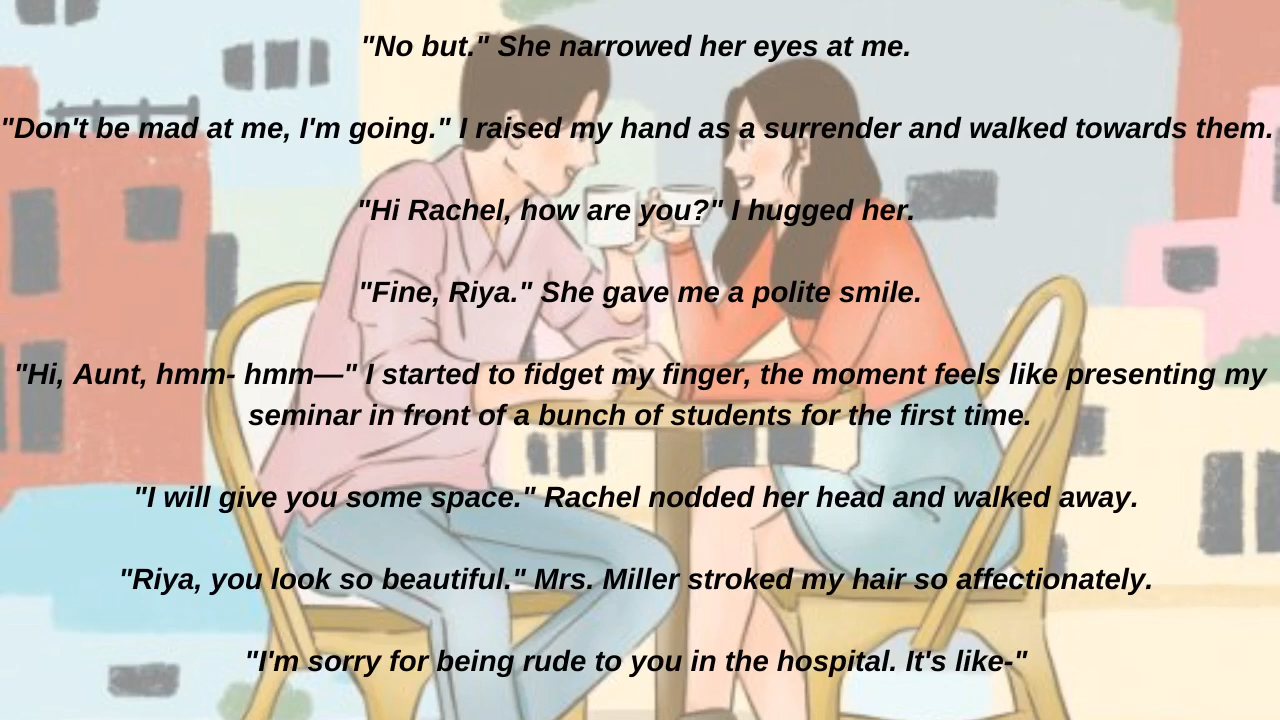 "No but." She narrowed her eyes at me.
"Don't be mad at me, I'm going." I raised my hand as a surrender and walked towards them.
"Hi Rachel, how are you?" I hugged her.
"Fine, Riya." She gave me a polite smile.
"Hi, Aunt, hmm- hmm—" I started to fidget my finger, the moment feels like presenting my
seminar in front of a bunch of students for the first time.
"I will give you some space." Rachel nodded her head and walked away.
"Riya, you look so beautiful." Mrs. Miller stroked my hair so affectionately.
"I'm sorry for being rude to you in the hospital. It's like-"